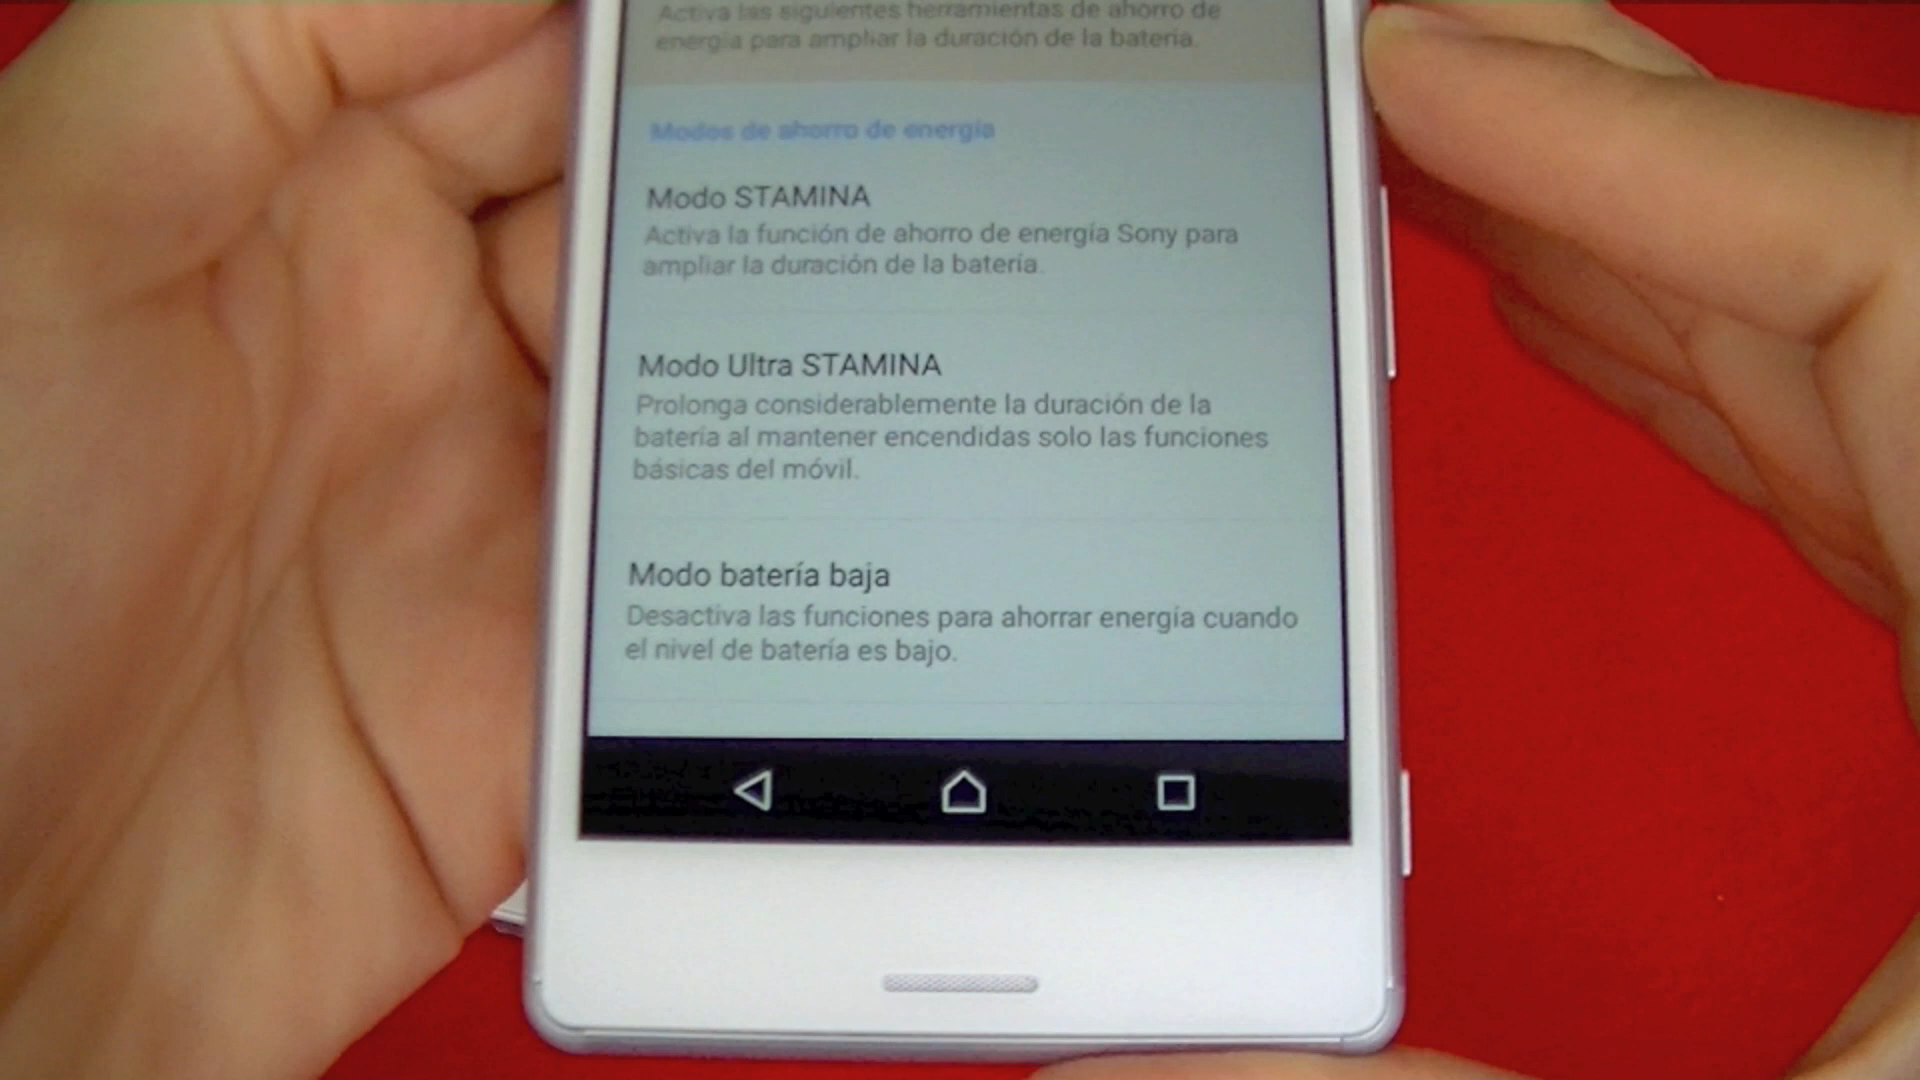 Activa las siguientes herramientas de ahorro de
energía para ampliar la duración de la batería.
Modos de ahorro de energía
Modo STAMINA
Activa la función de ahorro de energía Sony para
ampliar la duración de la batería.
Modo Ultra STAMINA
Prolonga considerablemente la duración de la
batería al mantener encendidas solo las funciones
básicas del móvil.
Modo batería baja
Desactiva las funciones para ahorrar energía cuando
el nivel de batería es bajo.